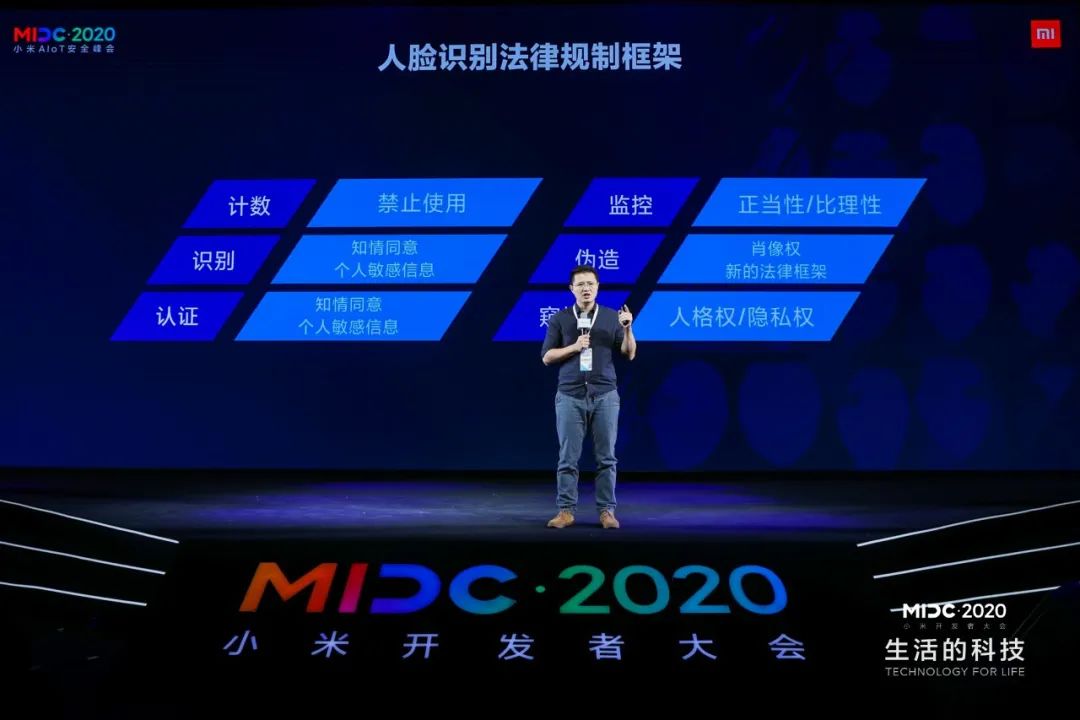 MIDC·2020
小米AIoT安全峰会
mi
人脸识别法律规制框架
计数
禁止使用
监控
正当性/比理性
识别
知情同意
个人敏感信息
伪造
肖像权
新的法律框架
认证
知情同意
个人敏感信息
窥
人格权/隐私权
MIDC·2020
小米开发者大会
MIDC·2020
小米开发者大会
生活的科技
TECHNOLOGY FOR LIFE